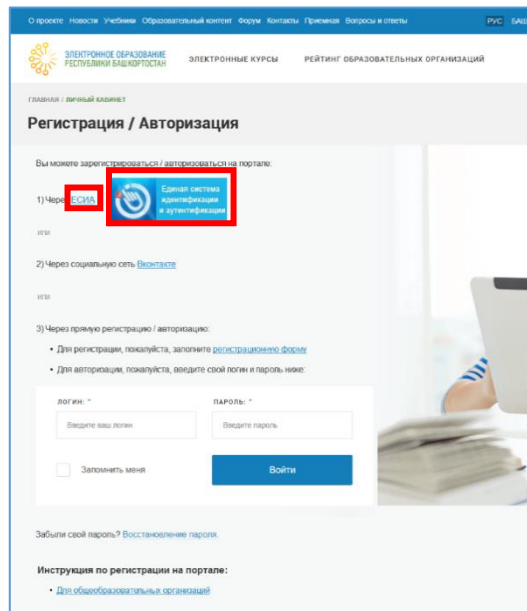 О проекте Новости Учебники Образовательный контент Форум Контакты Приемная Вопросы и ответы РУС БАШ
ЭЛЕКТРОННОЕ ОБРАЗОВАНИЕ
РЕСПУБЛИКИ БАШКОРТОСТАН
ЭЛЕКТРОННЫЕ КУРСЫ РЕЙТИНГ ОБРАЗОВАТЕЛЬНЫХ ОРГАНИЗАЦИЙ
ГЛАВНАЯ / ЛИЧНЫЙ КАБИНЕТ
Регистрация / Авторизация
Вы можете зарегистрироваться / авторизоваться на портале:
1) Через ЕСИА
Единая система
идентификации
и аутентификации
или
2) Через социальную сеть Вконтакте
или
3) Через прямую регистрацию / авторизацию:
• Для регистрации, пожалуйста, заполните регистрационную форму
• Для авторизации, пожалуйста, введите свой логин и пароль ниже:
ЛОГИН: * ПАРОЛЬ: *
Введите ваш логин Введите пароль
Запомнить меня Войти
Забыли свой пароль? Восстановление пароля.
Инструкция по регистрации на портале:
• Для общеобразовательных организаций